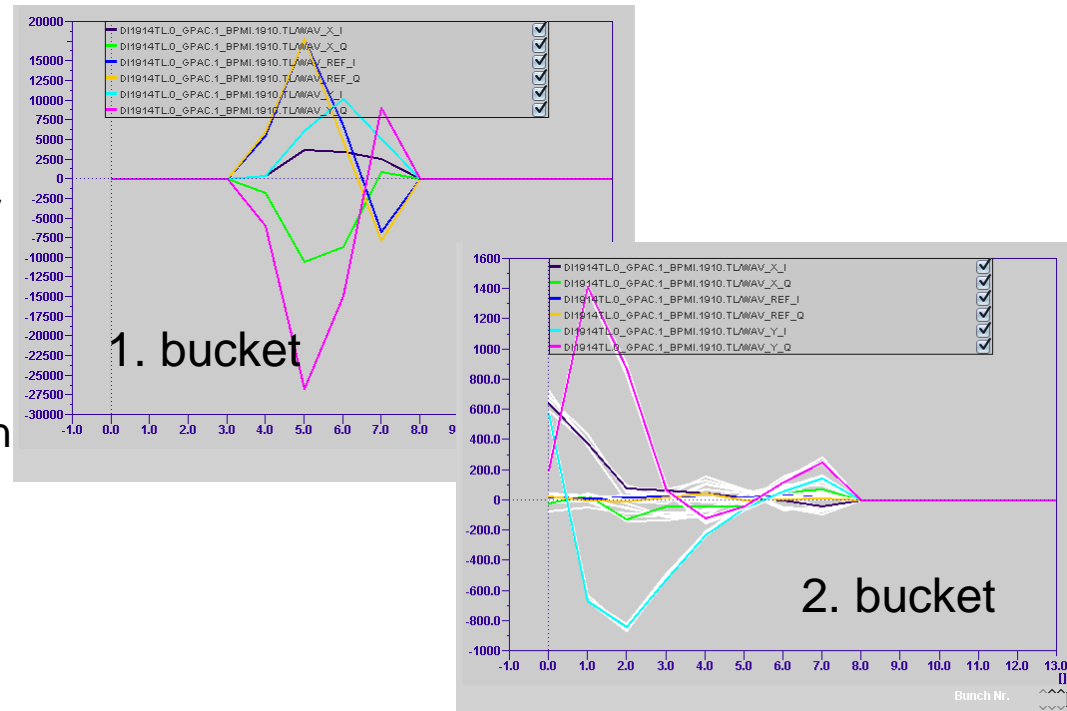 20000
15000
12500
10000
7500
5000
2500
0
-2500
-5000
-7500
-10000
-12500
-15000
-17500
-20000
-22500
-25000
-27500
-30000
-1.0 0.0 1.0 2.0 3.0 4.0 5.0 6.0 7.0 8.0 9
DI1914TL.0_GPAC.1_BPMI.1910.TL/WAV_X_I
DI1914TL.0_GPAC.1_BPMI.1910.TL/WAV_X_Q
DI1914TL.0_GPAC.1_BPMI.1910.TL/WAV_REF_I
DI1914TL.0_GPAC.1_BPMI.1910.TL/WAV_REF_Q
DI1914TL.0_GPAC.1_BPMI.1910.TL/WAV_Y_I
DI1914TL.0_GPAC.1_BPMI.1910.TL/WAV_Y_Q
1. bucket
n
1600
1400
1200
1000
800.0
600.0
400.0
200.0
0
-200.0
-400.0
-600.0
-800.0
-1000
-1.0 0.0 1.0 2.0 3.0 4.0 5.0 6.0 7.0 8.0 9.0 10.0 11.0 12.0 13.0
[]
DI1914TL.0_GPAC.1_BPMI.1910.TL/WAV_X_I
DI1914TL.0_GPAC.1_BPMI.1910.TL/WAV_X_Q
DI1914TL.0_GPAC.1_BPMI.1910.TL/WAV_REF_I
DI1914TL.0_GPAC.1_BPMI.1910.TL/WAV_REF_Q
DI1914TL.0_GPAC.1_BPMI.1910.TL/WAV_Y_I
DI1914TL.0_GPAC.1_BPMI.1910.TL/WAV_Y_Q
2. bucket
Bunch Nr.